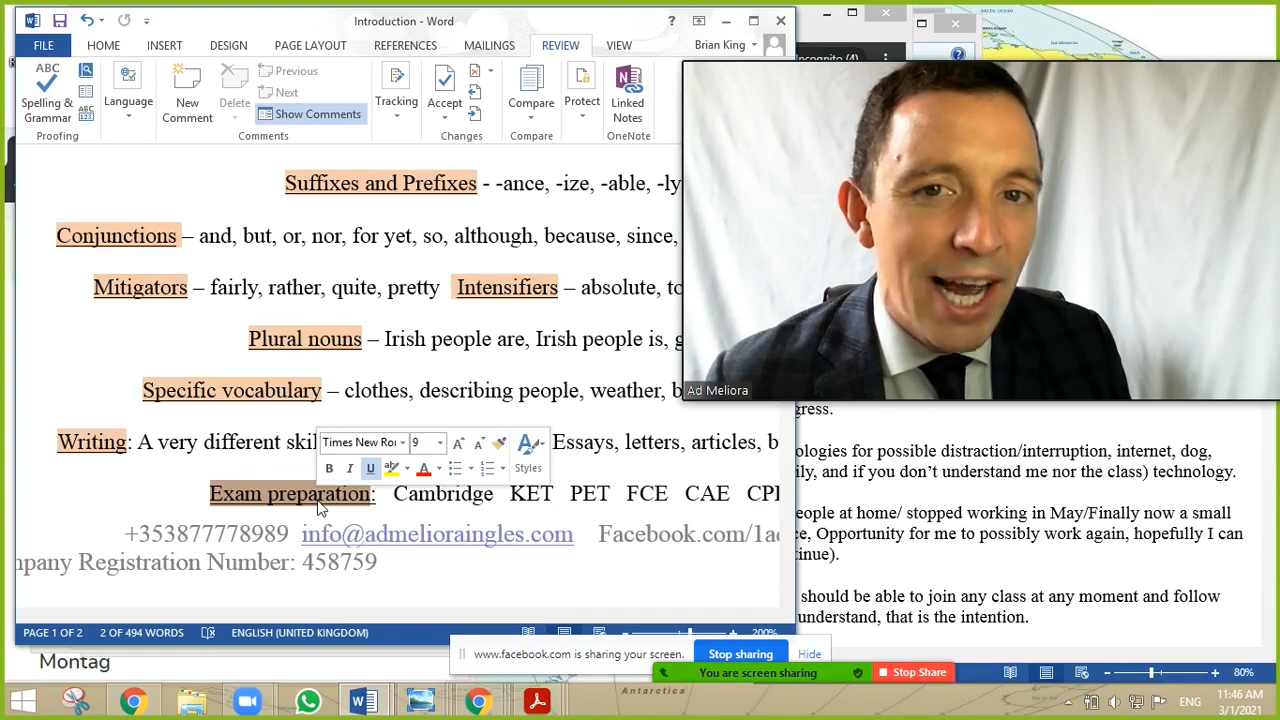 Introduction - Word
FILE HOME INSERT DESIGN PAGE LAYOUT REFERENCES MAILINGS REVIEW VIEW Brian King
Incognito (4)
ABC
Spelling & Grammar
Language
New Comment
Delete
Previous
Next
Show Comments
Tracking
Accept
Compare
Protect
Linked Notes
Proofing
Comments
Changes
Compare
OneNote
Suffixes and Prefixes - -ance, -ize, -able, -ly
Conjunctions – and, but, or, nor, for yet, so, although, because, since,
Mitigators – fairly, rather, quite, pretty Intensifiers – absolute, to
Plural nouns – Irish people are, Irish people is, g
Specific vocabulary – clothes, describing people, weather, b
Writing: A very different skil Essays, letters, articles, b
Times New Ro 9
Styles
Exam preparation: Cambridge KET PET FCE CAE CPE
+353877778989 info@admelioraingles.com Facebook.com/1ad
mpany Registration Number: 458759
Ad Meliora
gress.
ologies for possible distraction/interruption, internet, dog,
ily, and if you don't understand me nor the class) technology.
eople at home/ stopped working in May/Finally now a small
ce, Opportunity for me to possibly work again, hopefully I can
tinue).
should be able to join any class at any moment and follow
understand, that is the intention.
PAGE 1 OF 2 2 OF 494 WORDS ENGLISH (UNITED KINGDOM) 200%
www.facebook.com is sharing your screen. Stop sharing Hide
You are screen sharing Stop Share
80%
Montag
Antarctica
ENG
11:46 AM
3/1/2021